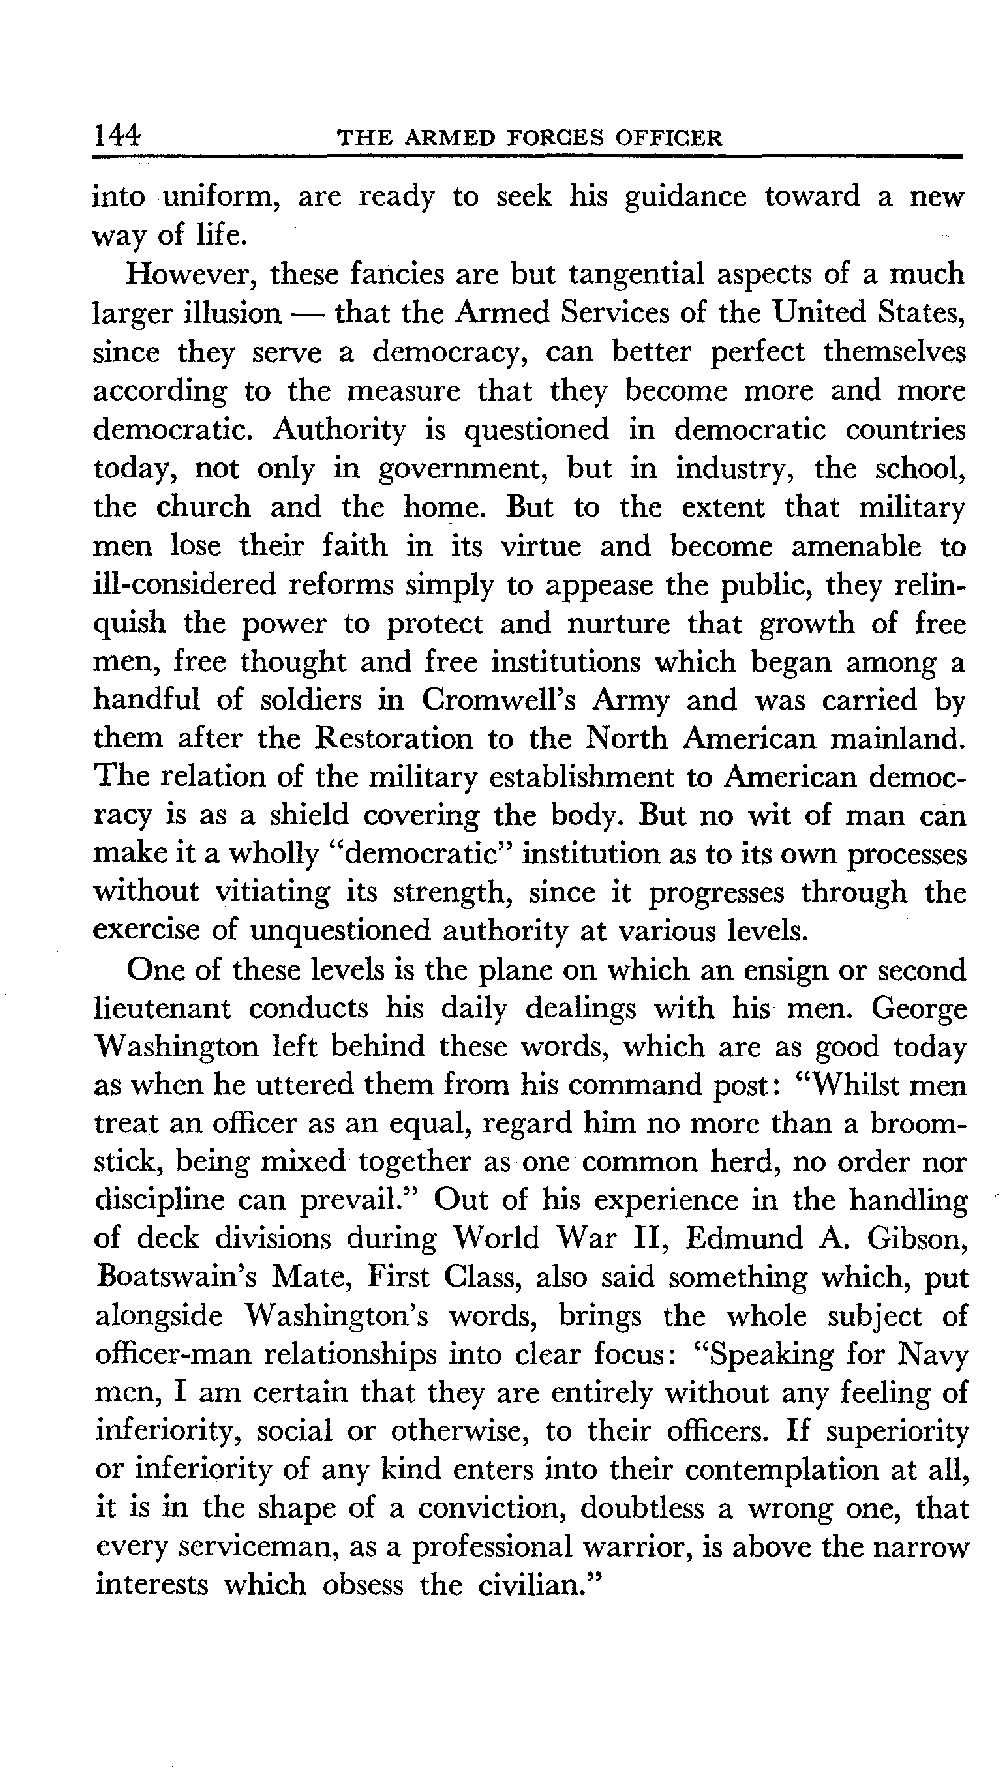 144 THE ARMED FORCES OFFICER
into uniform, are ready to seek his guidance toward a new
way of life.
However, these fancies are but tangential aspects of a much
larger illusion — that the Armed Services of the United States,
since they serve a democracy, can better perfect themselves
according to the measure that they become more and more
democratic. Authority is questioned in democratic countries
today, not only in government, but in industry, the school,
the church and the home. But to the extent that military
men lose their faith in its virtue and become amenable to
ill-considered reforms simply to appease the public, they relin-
quish the power to protect and nurture that growth of free
men, free thought and free institutions which began among a
handful of soldiers in Cromwell's Army and was carried by
them after the Restoration to the North American mainland.
The relation of the military establishment to American democ-
racy is as a shield covering the body. But no wit of man can
make it a wholly “democratic” institution as to its own processes
without vitiating its strength, since it progresses through the
exercise of unquestioned authority at various levels.
One of these levels is the plane on which an ensign or second
lieutenant conducts his daily dealings with his men. George
Washington left behind these words, which are as good today
as when he uttered them from his command post: “Whilst men
treat an officer as an equal, regard him no more than a broom-
stick, being mixed together as one common herd, no order nor
discipline can prevail.” Out of his experience in the handling
of deck divisions during World War II, Edmund A. Gibson,
Boatswain's Mate, First Class, also said something which, put
alongside Washington's words, brings the whole subject of
officer-man relationships into clear focus: “Speaking for Navy
men, I am certain that they are entirely without any feeling of
inferiority, social or otherwise, to their officers. If superiority
or inferiority of any kind enters into their contemplation at all,
it is in the shape of a conviction, doubtless a wrong one, that
every serviceman, as a professional warrior, is above the narrow
interests which obsess the civilian.”